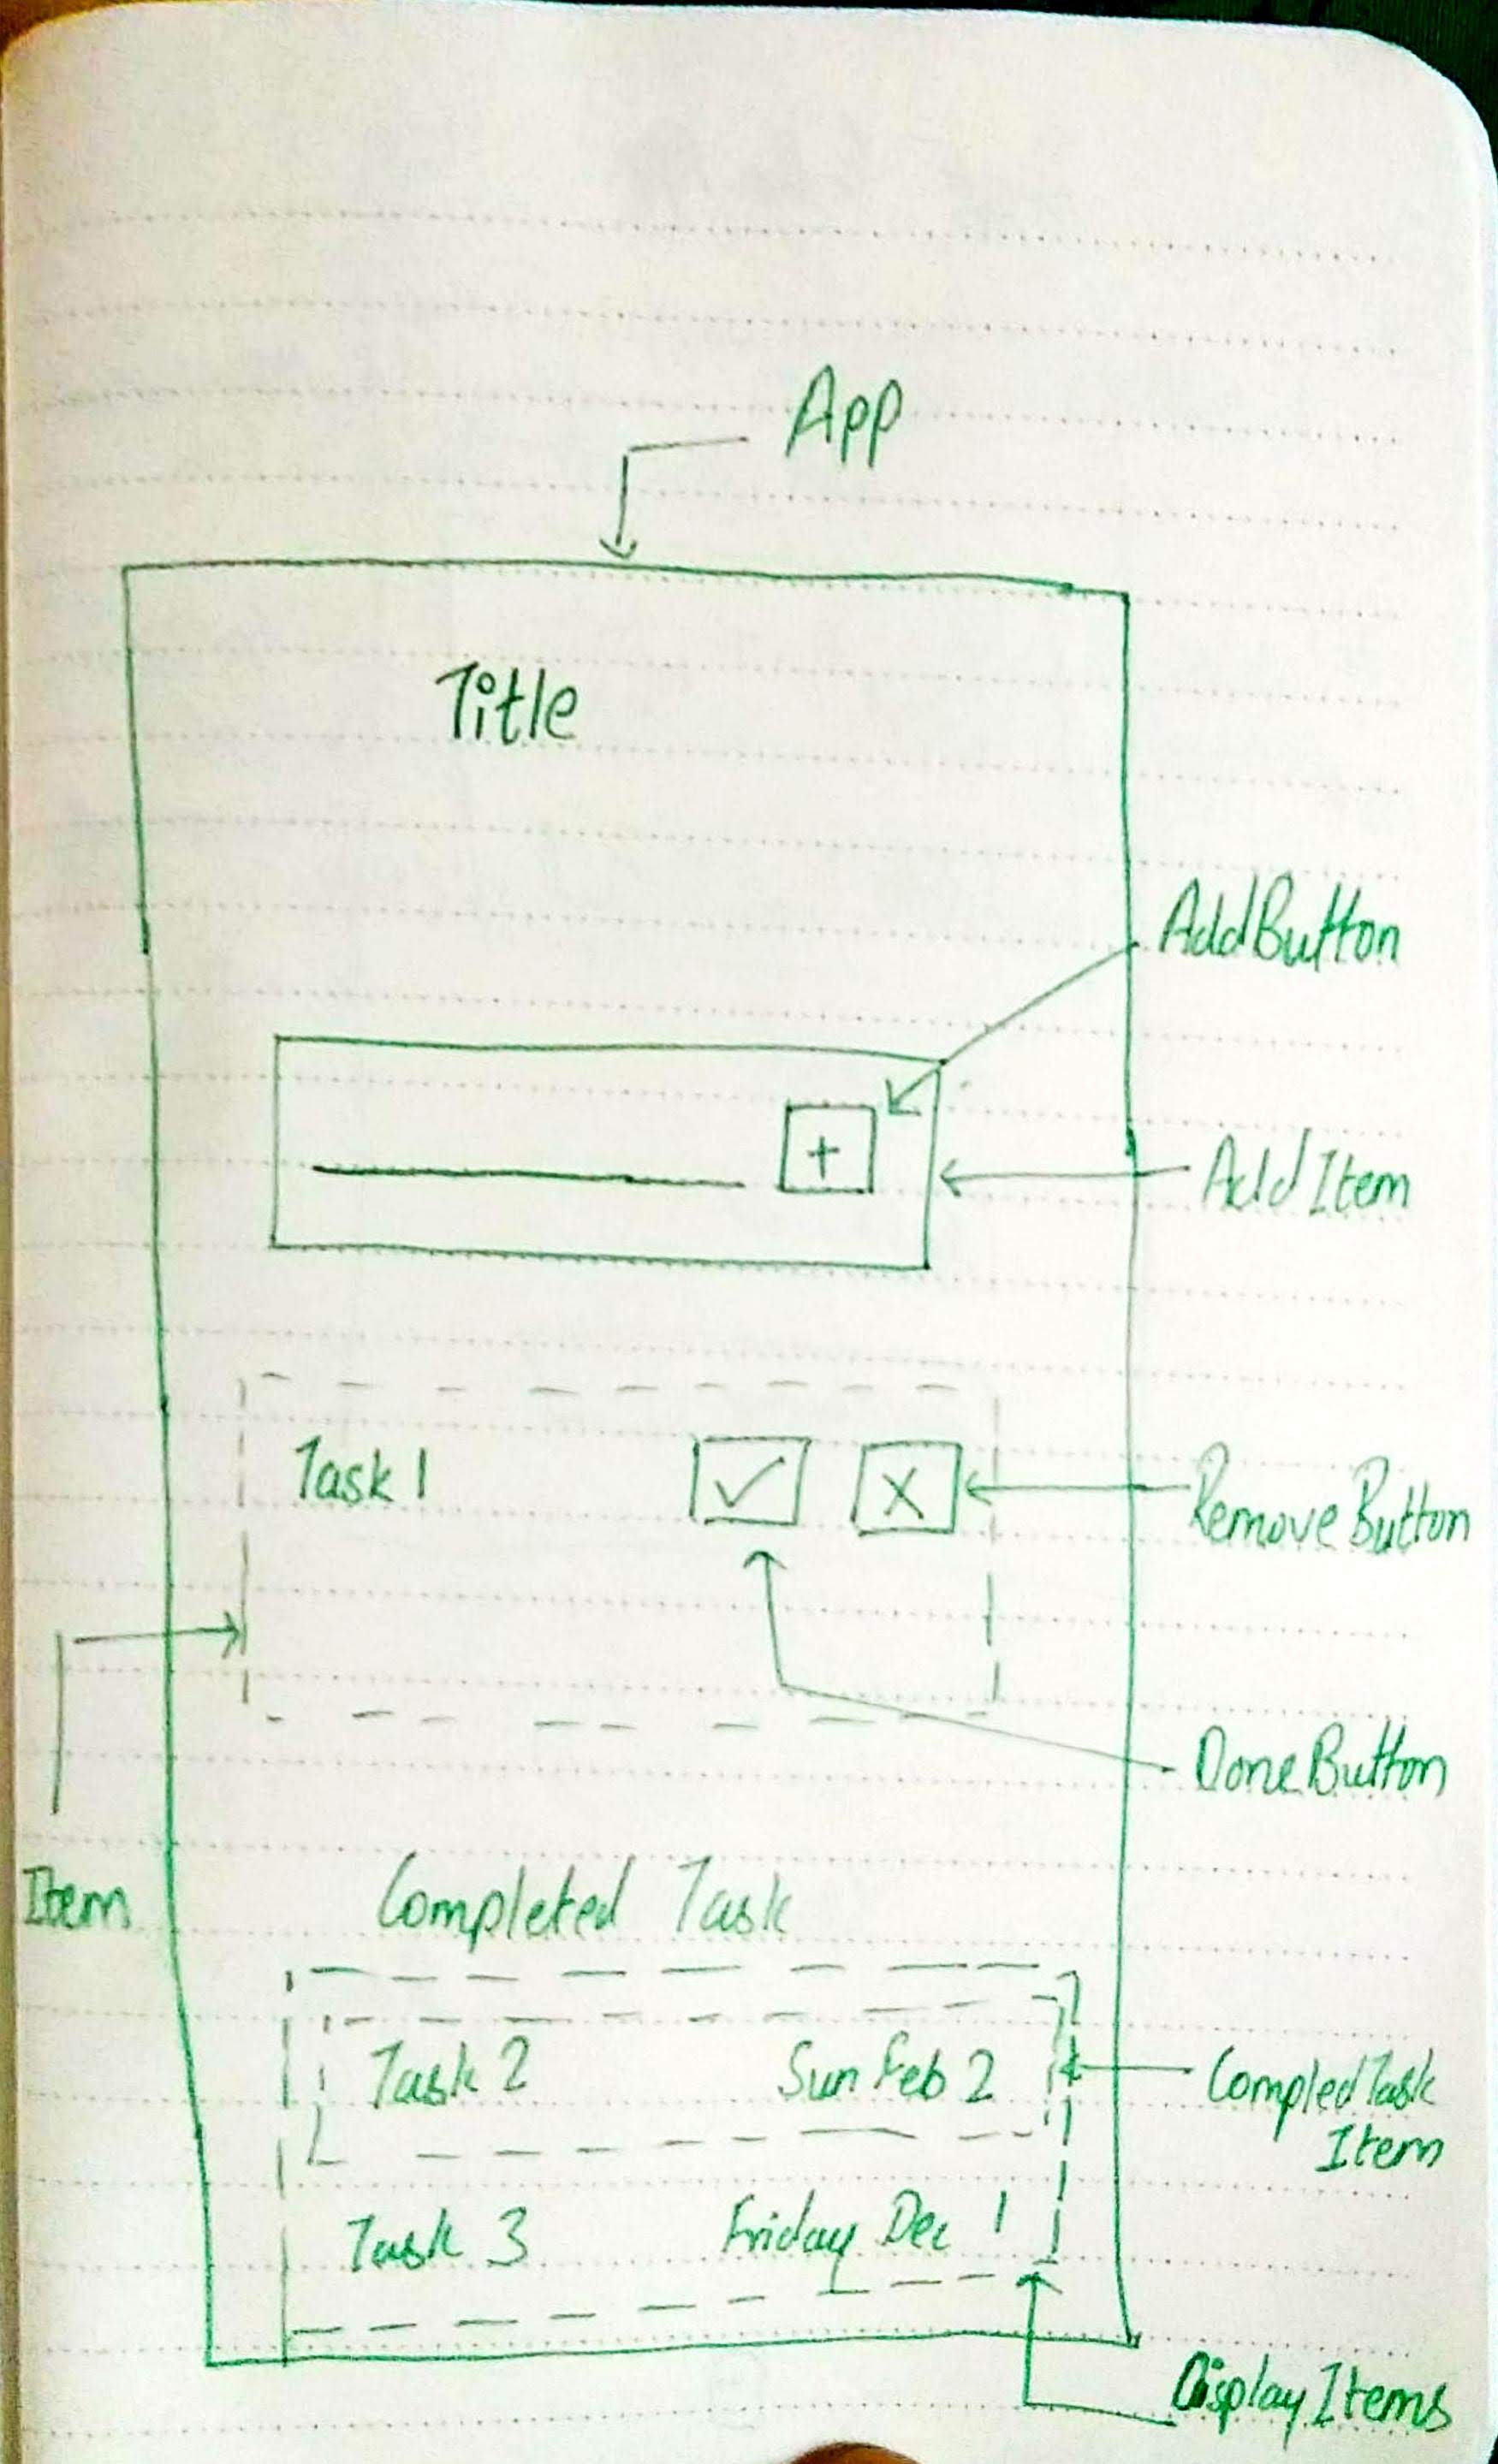 App
Title
AddButton
+
AddItem
Task 1
✓
X
RemoveButton
DoneButton
Item
Completed Task
Task 2 Sun Feb 2
CompledTask
Item
Task 3 Friday Dec 1
DisplayItems